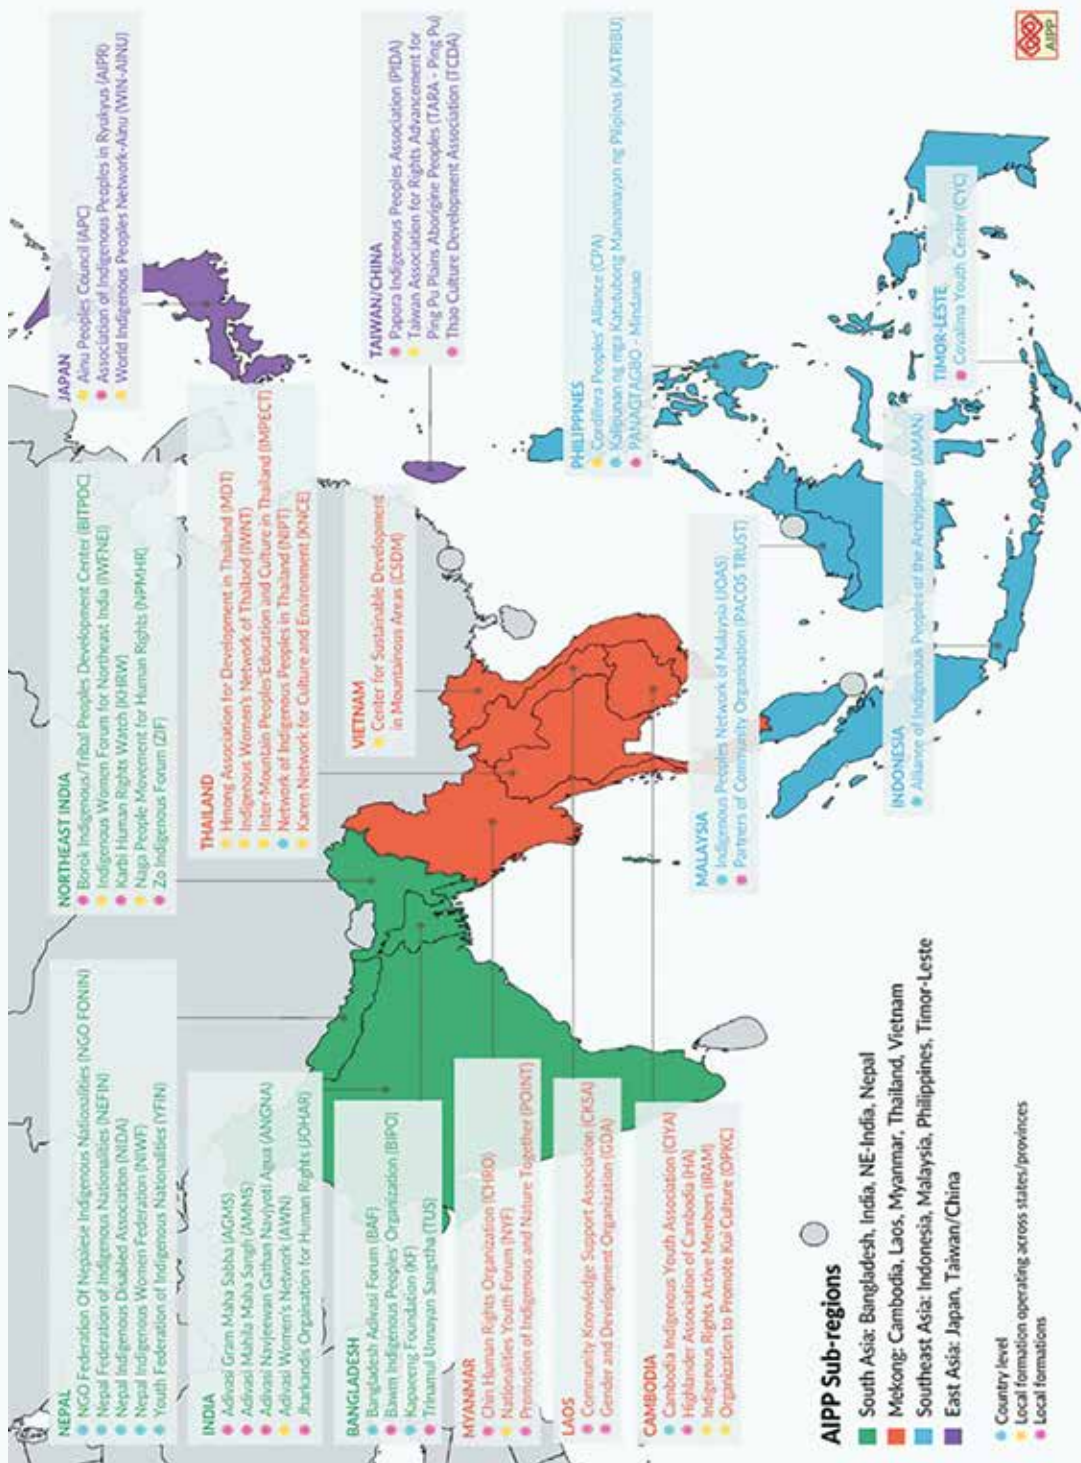 NEPAL
NGO Federation Of Nepalese Indigenous Nationalities (NGO FONIN)
Nepal Federation of Indigenous Nationalities (NEFIN)
Nepal Indigenous Disabled Association (NIDA)
Nepal Indigenous Women Federation (NIWF)
Youth Federation of Indigenous Nationalities (YFIN)
NORTHEAST INDIA
Borok Indigenous/Tribal Peoples Development Center (BITPDC)
Indigenous Women Forum for Northeast India (IWFNEI)
Karbi Human Rights Watch (KHRW)
Naga People Movement for Human Rights (NPMHR)
Zo Indigenous Forum (ZIF)
JAPAN
Ainu Peoples Council (APC)
Association of Indigenous Peoples in Ryukyus (AIPR)
World Indigenous Peoples Network-Ainu (WIN-AINU)
INDIA
Adivasi Gram Maha Sabha (AGMS)
Adivasi Mahila Maha Sangh (AMMS)
Adivasi Navjeevan Gathan Navjyoti Agua (ANGNA)
Adivasi Women's Network (AWN)
Jharkandis Orgaisation for Human Rights (JOHAR)
THAILAND
Hmong Association for Development in Thailand (MDT)
Indigenous Women's Network of Thailand (IWNT)
Inter-Mountain Peoples Education and Culture in Thailand (IMPECT)
Network of Indigenous Peoples in Thailand (NIPT)
Karen Network for Culture and Environment (KNCE)
BANGLADESH
Bangladesh Adivasi Forum (BAF)
Bawm Indigenous Peoples' Organization (BIPO)
Kapaeeng Foundation (KF)
Trinamul Unnayan Sangstha (TUS)
VIETNAM
Center for Sustainable Development
in Mountainous Areas (CSDM)
TAIWAN/CHINA
Papora Indigenous Peoples Association (PIDA)
Taiwan Association for Rights Advancement for
Ping Pu Plains Aborigine Peoples (TARA - Ping Pu)
Thao Culture Development Association (TCDA)
MYANMAR
Chin Human Rights Organization (CHRO)
Nationalities Youth Forum (NYF)
Promotion of Indigenous and Nature Together (POINT)
LAOS
Community Knowledge Support Association (CKSA)
Gender and Development Organization (GDA)
PHILIPPINES
Cordillera Peoples' Alliance (CPA)
Kalipunan ng mga Katutubong Mamamayan ng Pilipinas (KATRIBU)
PANAGTAGBO - Mindanao
CAMBODIA
Cambodia Indigenous Youth Association (CIYA)
Highlander Association of Cambodia (HA)
Indigenous Rights Active Members (IRAM)
Organization to Promote Kui Culture (OPKC)
MALAYSIA
Indigenous Peoples Network of Malaysia (JOAS)
Partners of Community Organisation (PACOS TRUST)
INDONESIA
Alliance of Indigenous Peoples of the Archipelago (AMAN)
TIMOR-LESTE
Covalima Youth Center (CYC)
AIPP Sub-regions
South Asia: Bangladesh, India, NE-India, Nepal
Mekong: Cambodia, Laos, Myanmar, Thailand, Vietnam
Southeast Asia: Indonesia, Malaysia, Philippines, Timor-Leste
East Asia: Japan, Taiwan/China
Country level
Local formation operating across states/provinces
Local formations
AIPP